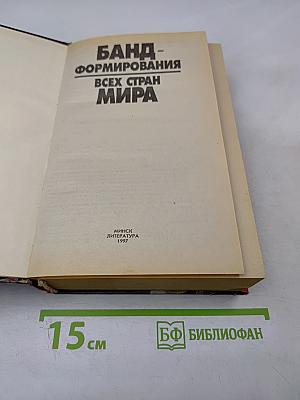 БАНД-
ФОРМИРОВАНИЯ
ВСЕХ СТРАН
МИРА
МИНСК
ЛИТЕРАТУРА
1997
15 см
БФ БИБЛИОФАН